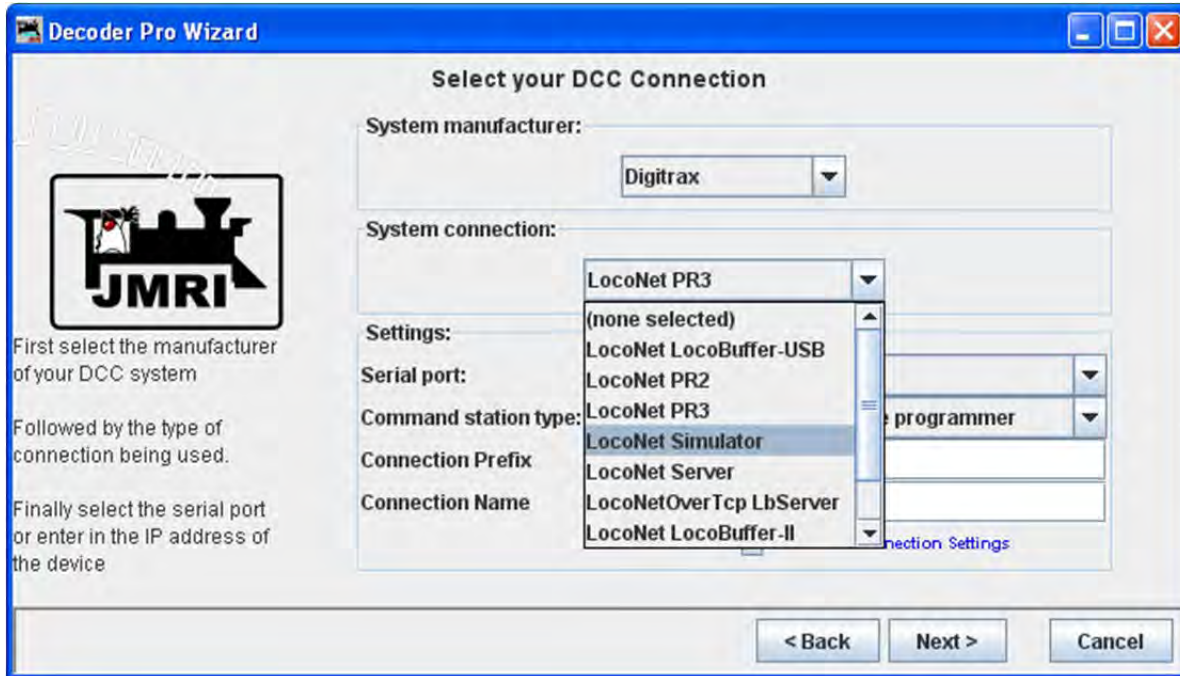 Decoder Pro Wizard
Select your DCC Connection
System manufacturer:
Digitrax
System connection:
LocoNet PR3
(none selected)
LocoNet LocoBuffer-USB
LocoNet PR2
LocoNet PR3
LocoNet Simulator
LocoNet Server
LocoNetOverTcp LbServer
LocoNet LocoBuffer-II
Settings:
Serial port:
Command station type:
programmer
Connection Prefix
Connection Name
nection Settings
JMRI
First select the manufacturer
of your DCC system
Followed by the type of
connection being used.
Finally select the serial port
or enter in the IP address of
the device
< Back
Next >
Cancel